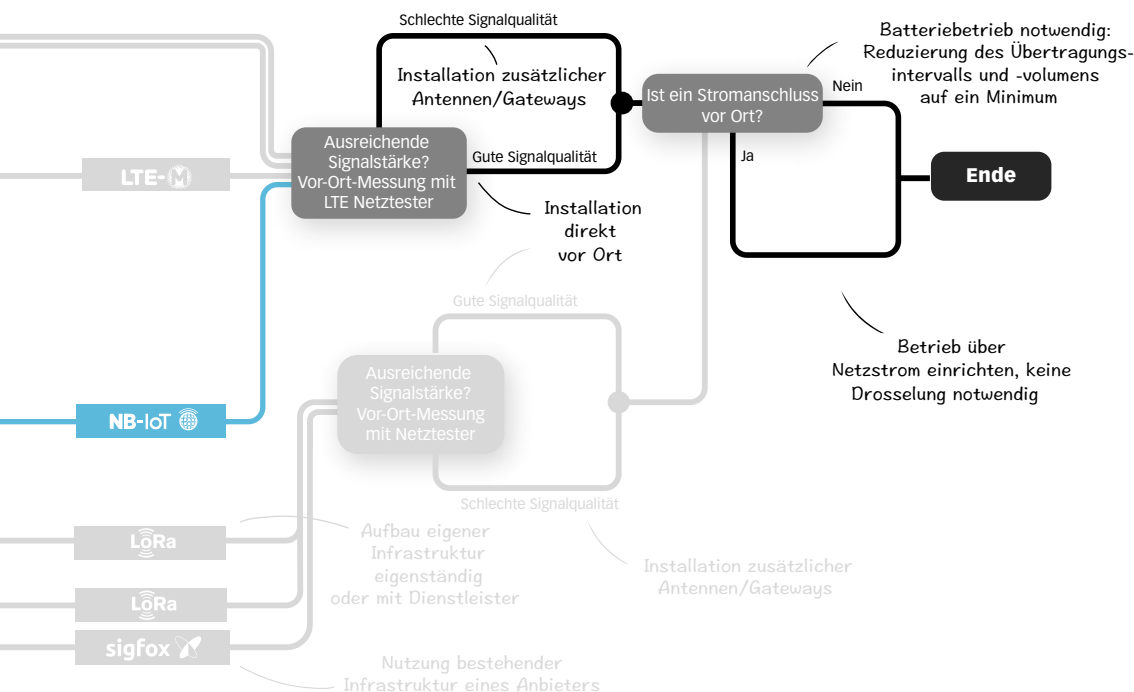 Schlechte Signalqualität
Installation zusätzlicher
Antennen/Gateways
Batteriebetrieb notwendig:
Reduzierung des Übertragungs-
intervalls und -volumens
auf ein Minimum
Ist ein Stromanschluss
vor Ort?
Nein
Ja
Ende
Ausreichende
Signalstärke?
Vor-Ort-Messung mit
LTE Netztester
Gute Signalqualität
LTE-M
Installation
direkt
vor Ort
Gute Signalqualität
Betrieb über
Netzstrom einrichten, keine
Drosselung notwendig
Ausreichende
Signalstärke?
Vor-Ort-Messung
mit Netztester
NB-IoT
Schlechte Signalqualität
LoRa
Aufbau eigener
Infrastruktur
eigenständig
oder mit Dienstleister
Installation zusätzlicher
Antennen/Gateways
LoRa
sigfox
Nutzung bestehender
Infrastruktur eines Anbieters